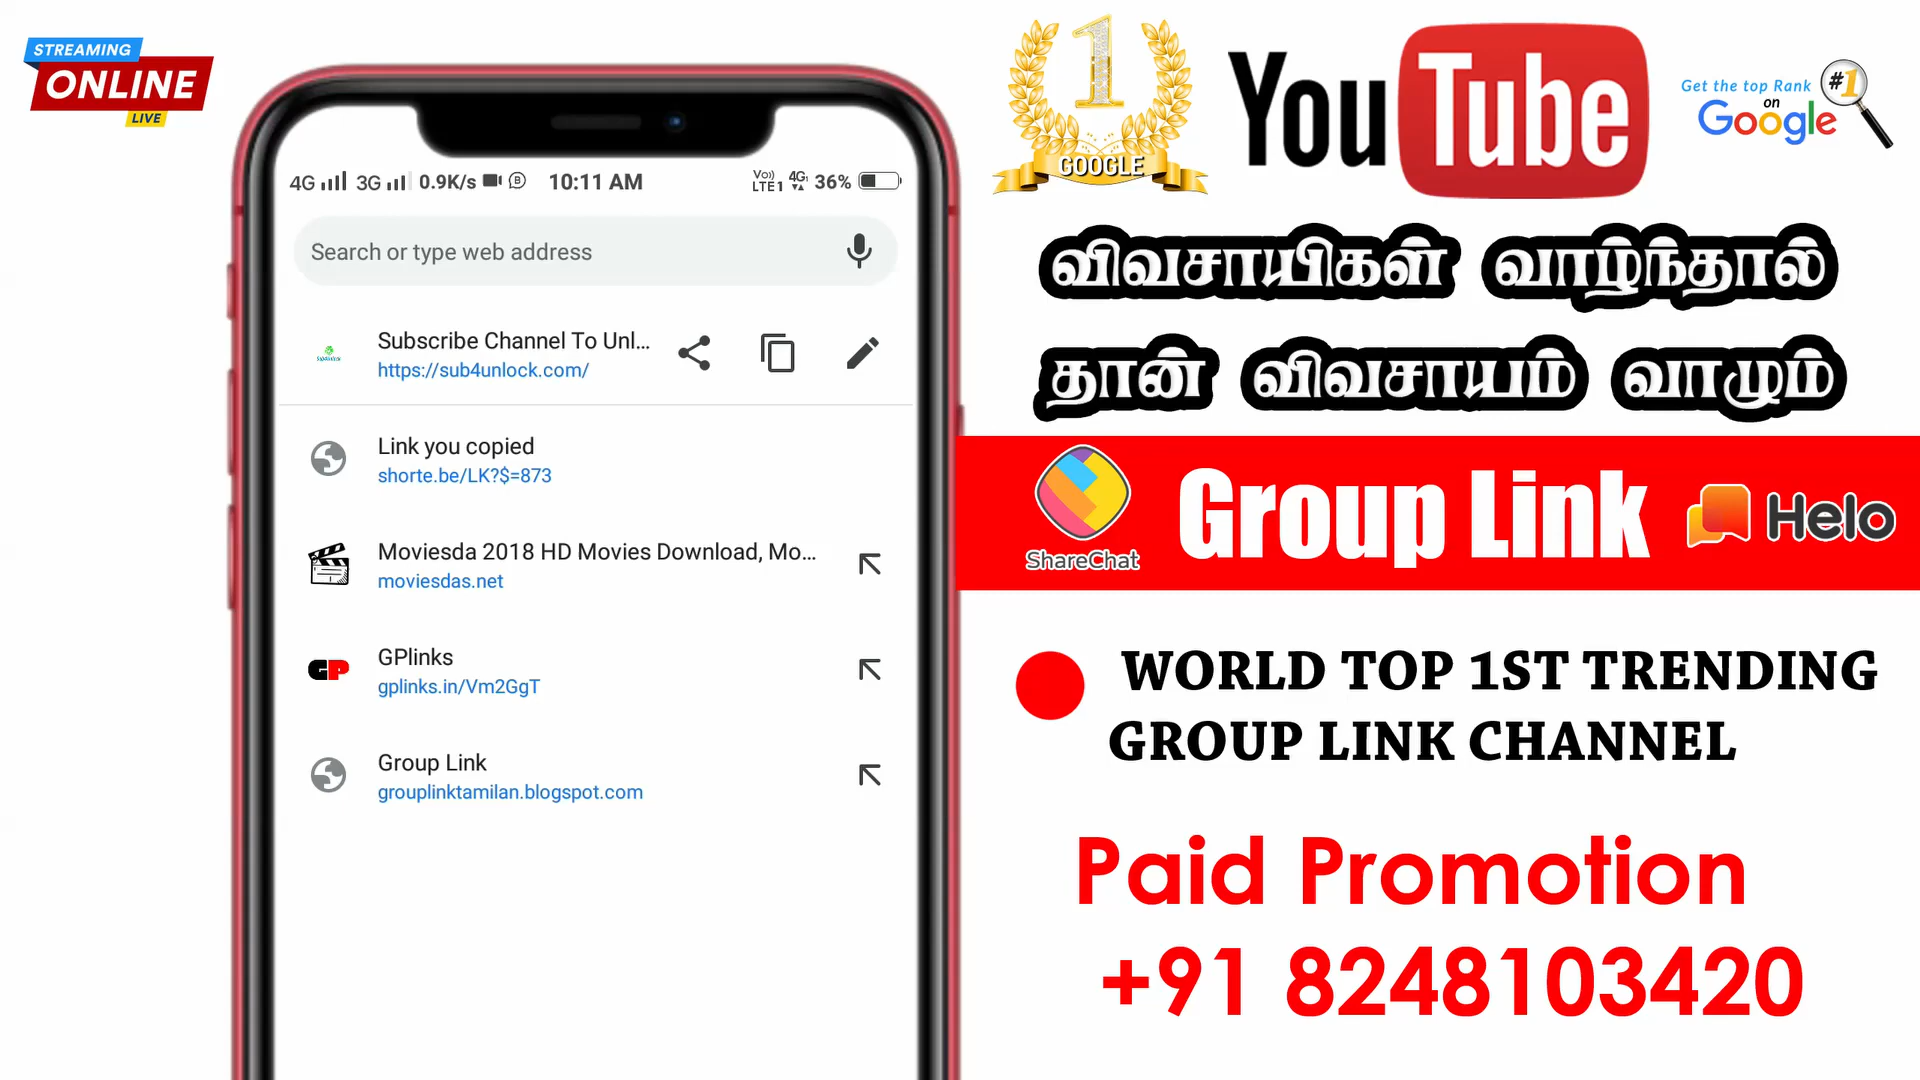 STREAMING
ONLINE
LIVE
4G 3G 0.9K/s B 10:11 AM Vo)) LTE1 4G1 36%
Search or type web address
Subscribe Channel To Unl...
https://sub4unlock.com/
Link you copied
shorte.be/LK?$=873
Moviesda 2018 HD Movies Download, Mo...
moviesdas.net
GPlinks
GP
gplinks.in/Vm2GgT
Group Link
grouplinktamilan.blogspot.com
1
GOOGLE
YouTube
Get the top Rank #1
on
Google
விவசாயிகள் வாழ்ந்தால்
தான் விவசாயம் வாழும்
ShareChat
Group Link
Helo
WORLD TOP 1ST TRENDING
GROUP LINK CHANNEL
Paid Promotion
+91 8248103420